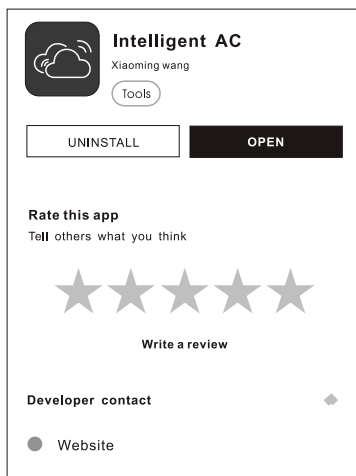 Intelligent AC
Xiaoming wang
Tools
UNINSTALL
OPEN
Rate this app
Tell others what you think
Write a review
Developer contact
Website